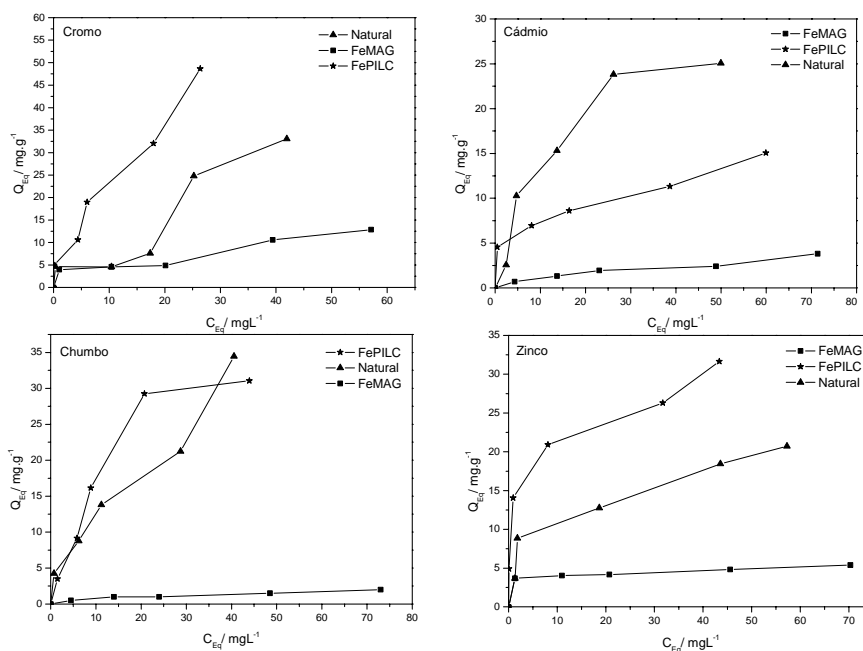 Cromo
Natural
FeMAG
FePILC
60
55
50
45
40
35
30
25
20
15
10
5
0
Q_Eq/ mg.g^-1
0 10 20 30 40 50 60
C_Eq/ mgL^-1
Cádmio
FeMAG
FePILC
Natural
30
25
20
15
10
5
0
Q_Eq/ mg.g^-1
0 10 20 30 40 50 60 70
C_Eq/ mgL^-1
Chumbo
FePILC
Natural
FeMAG
35
30
25
20
15
10
5
0
Q_Eq/ mg.g^-1
0 10 20 30 40 50 60 70 80
C_Eq/ mgL^-1
Zinco
FeMAG
FePILC
Natural
35
30
25
20
15
10
5
0
Q_Eq/ mg.g^-1
0 10 20 30 40 50 60 70
C_Eq/ mgL^-1